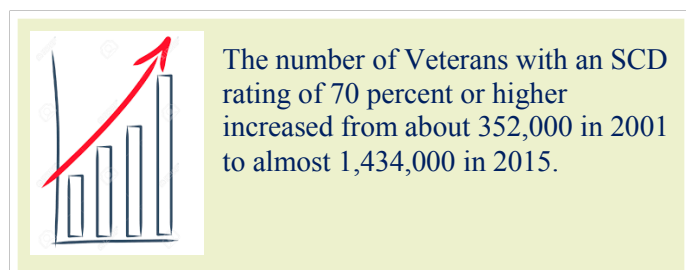 The number of Veterans with an SCD
rating of 70 percent or higher
increased from about 352,000 in 2001
to almost 1,434,000 in 2015.